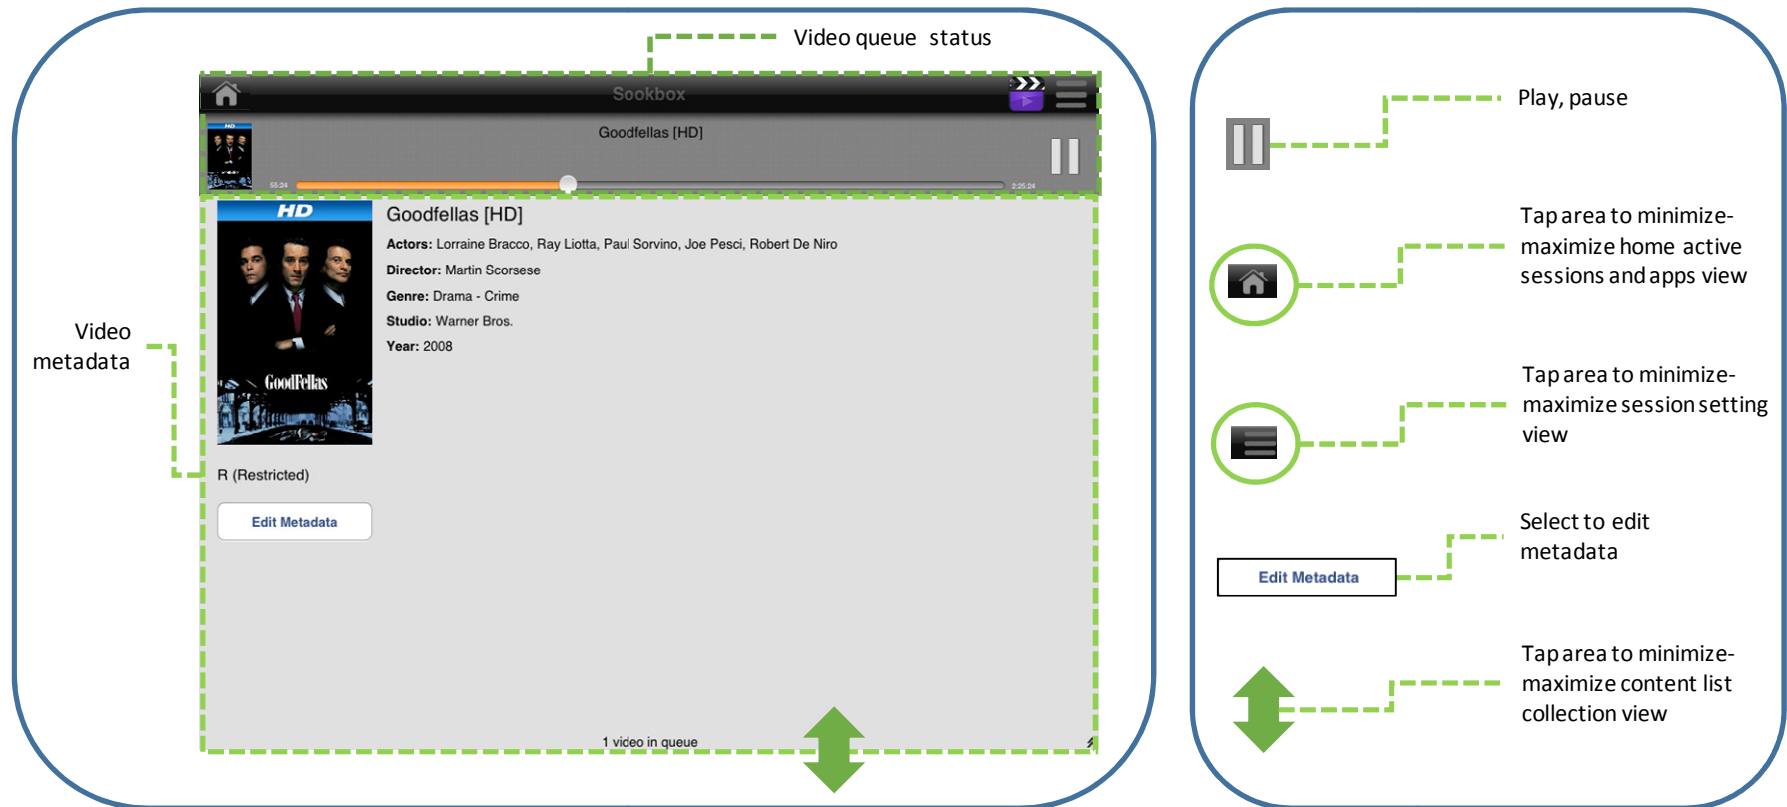 Video queue status
Sookbox
HD
Goodfellas [HD]
55:24
2:25:24
HD
GoodFellas
Goodfellas [HD]
Actors: Lorraine Bracco, Ray Liotta, Paul Sorvino, Joe Pesci, Robert De Niro
Director: Martin Scorsese
Genre: Drama - Crime
Studio: Warner Bros.
Year: 2008
Video
metadata
R (Restricted)
Edit Metadata
1 video in queue
Play, pause
Tap area to minimize-
maximize home active
sessions and apps view
Tap area to minimize-
maximize session setting
view
Select to edit
metadata
Edit Metadata
Tap area to minimize-
maximize content list
collection view